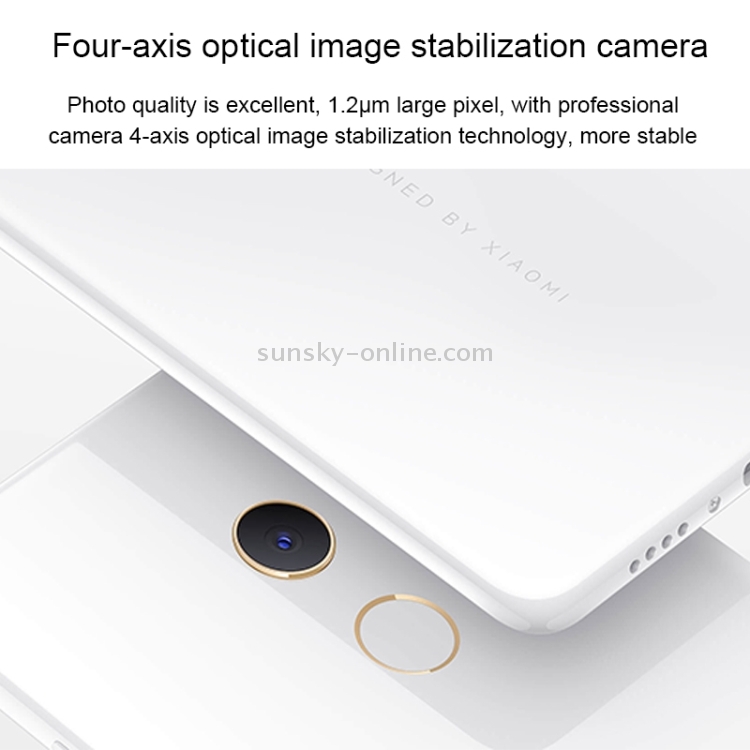 Four-axis optical image stabilization camera
Photo quality is excellent, 1.2μm large pixel, with professional
camera 4-axis optical image stabilization technology, more stable
GNED BY XIAOMI
sunsky-online.com